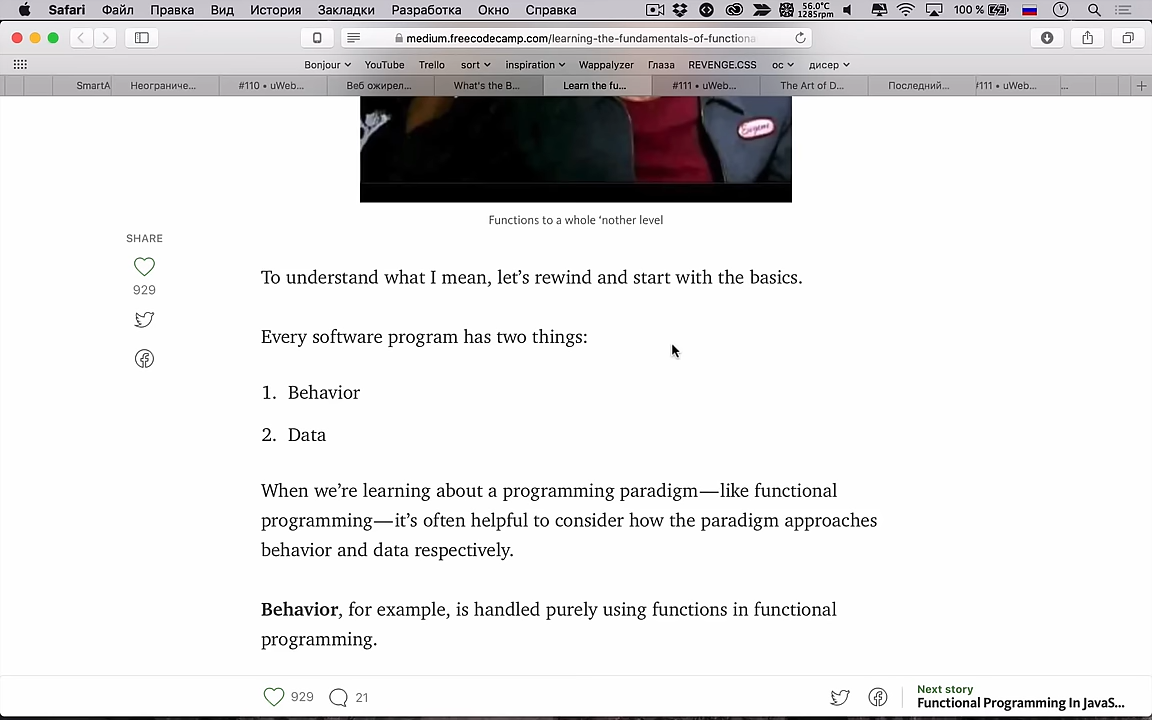 Safari Файл Правка Вид История Закладки Разработка Окно Справка 56.0°C 1285rpm 100 %
medium.freecodecamp.com/learning-the-fundamentals-of-functiona
Bonjour YouTube Trello sort inspiration Wappalyzer Глаза REVENGE.CSS ос дисер
SmartA Неограниче... #110 • uWeb... Веб ожирел... What's the B... Learn the fu... #111 • uWeb... The Art of D... Последний... #111 • uWeb... ...
Eugene
Functions to a whole ‘nother level
SHARE
929
To understand what I mean, let’s rewind and start with the basics.
Every software program has two things:
1. Behavior
2. Data
When we’re learning about a programming paradigm—like functional
programming—it’s often helpful to consider how the paradigm approaches
behavior and data respectively.
Behavior, for example, is handled purely using functions in functional
programming.
929 21
Next story
Functional Programming In JavaS...